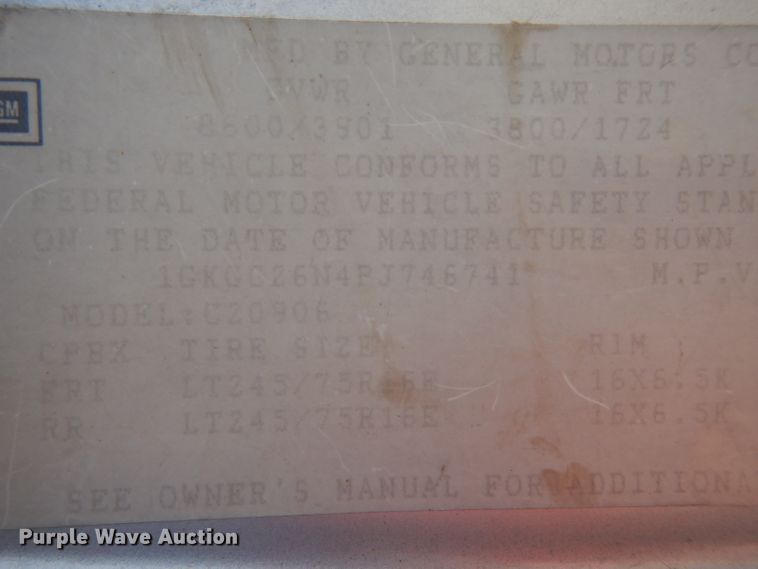 MFD BY GENERAL MOTORS CO
GM
GVWR GAWR FRT
8600/3901 3800/1724
THIS VEHICLE CONFORMS TO ALL APPL
FEDERAL MOTOR VEHICLE SAFETY STAN
ON THE DATE OF MANUFACTURE SHOWN
1GKGC26N4PJ746741 M.P.V
MODEL:C20906
CPBX TIRE SIZE RIM
FRT LT245/75R16E 16X6.5K
RR LT245/75R16E 16X6.5K
SEE OWNER'S MANUAL FOR ADDITIONA
Purple Wave Auction